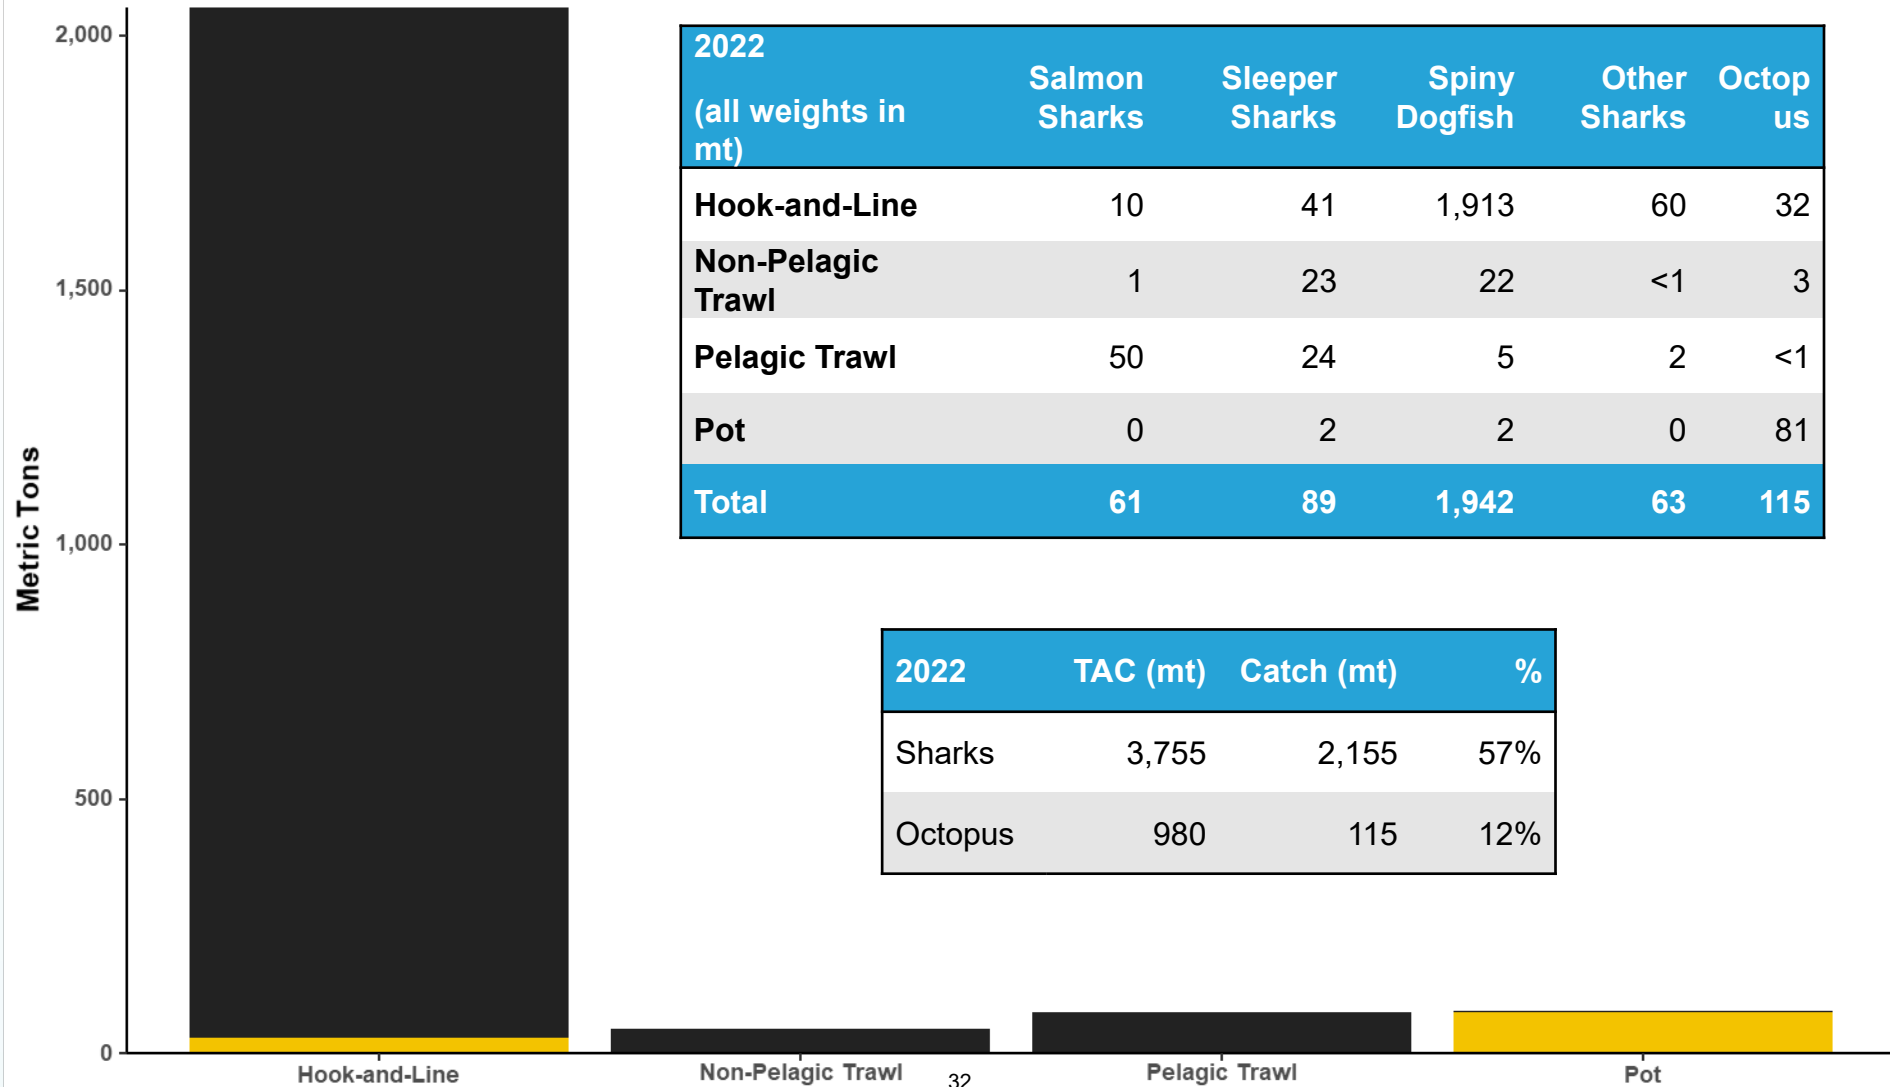 2,000
1,500
1,000
500
0
Metric Tons
Hook-and-Line
Non-Pelagic Trawl
Pelagic Trawl
Pot
2022
(all weights in
mt)
Salmon
Sharks
Sleeper
Sharks
Spiny
Dogfish
Other
Sharks
Octop
us
Hook-and-Line 10 41 1,913 60 32
Non-Pelagic
Trawl 1 23 22 <1 3
Pelagic Trawl 50 24 5 2 <1
Pot 0 2 2 0 81
Total 61 89 1,942 63 115
2022 TAC (mt) Catch (mt) %
Sharks 3,755 2,155 57%
Octopus 980 115 12%
32